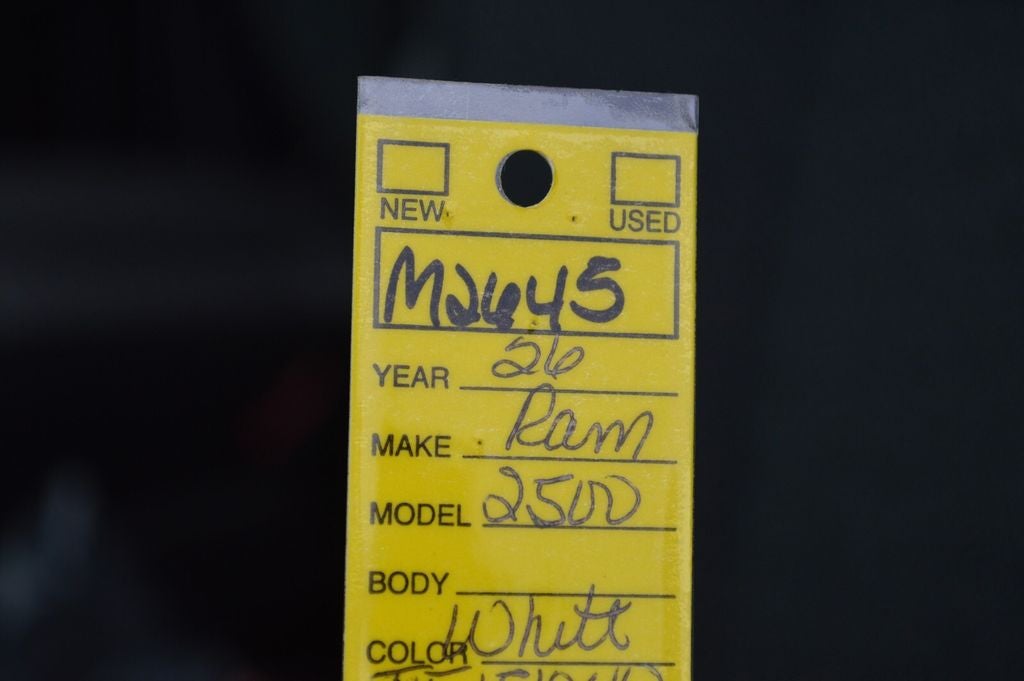 NEW USED
M2645
YEAR 26
MAKE Ram
MODEL 2500
BODY
COLOR White